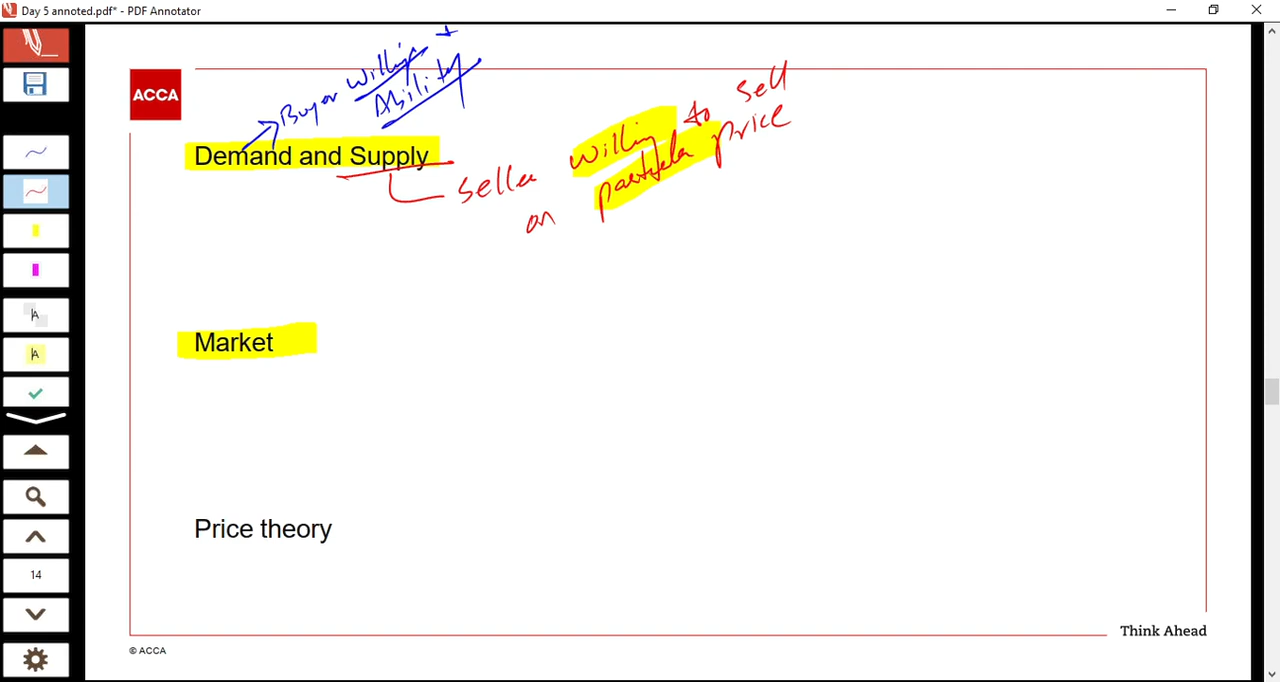 Day 5 annoted.pdf* - PDF Annotator
ACCA
Buyer Willing +
Ability
Demand and Supply
Seller willing to sell
on particular price
Market
Price theory
14
Think Ahead
© ACCA